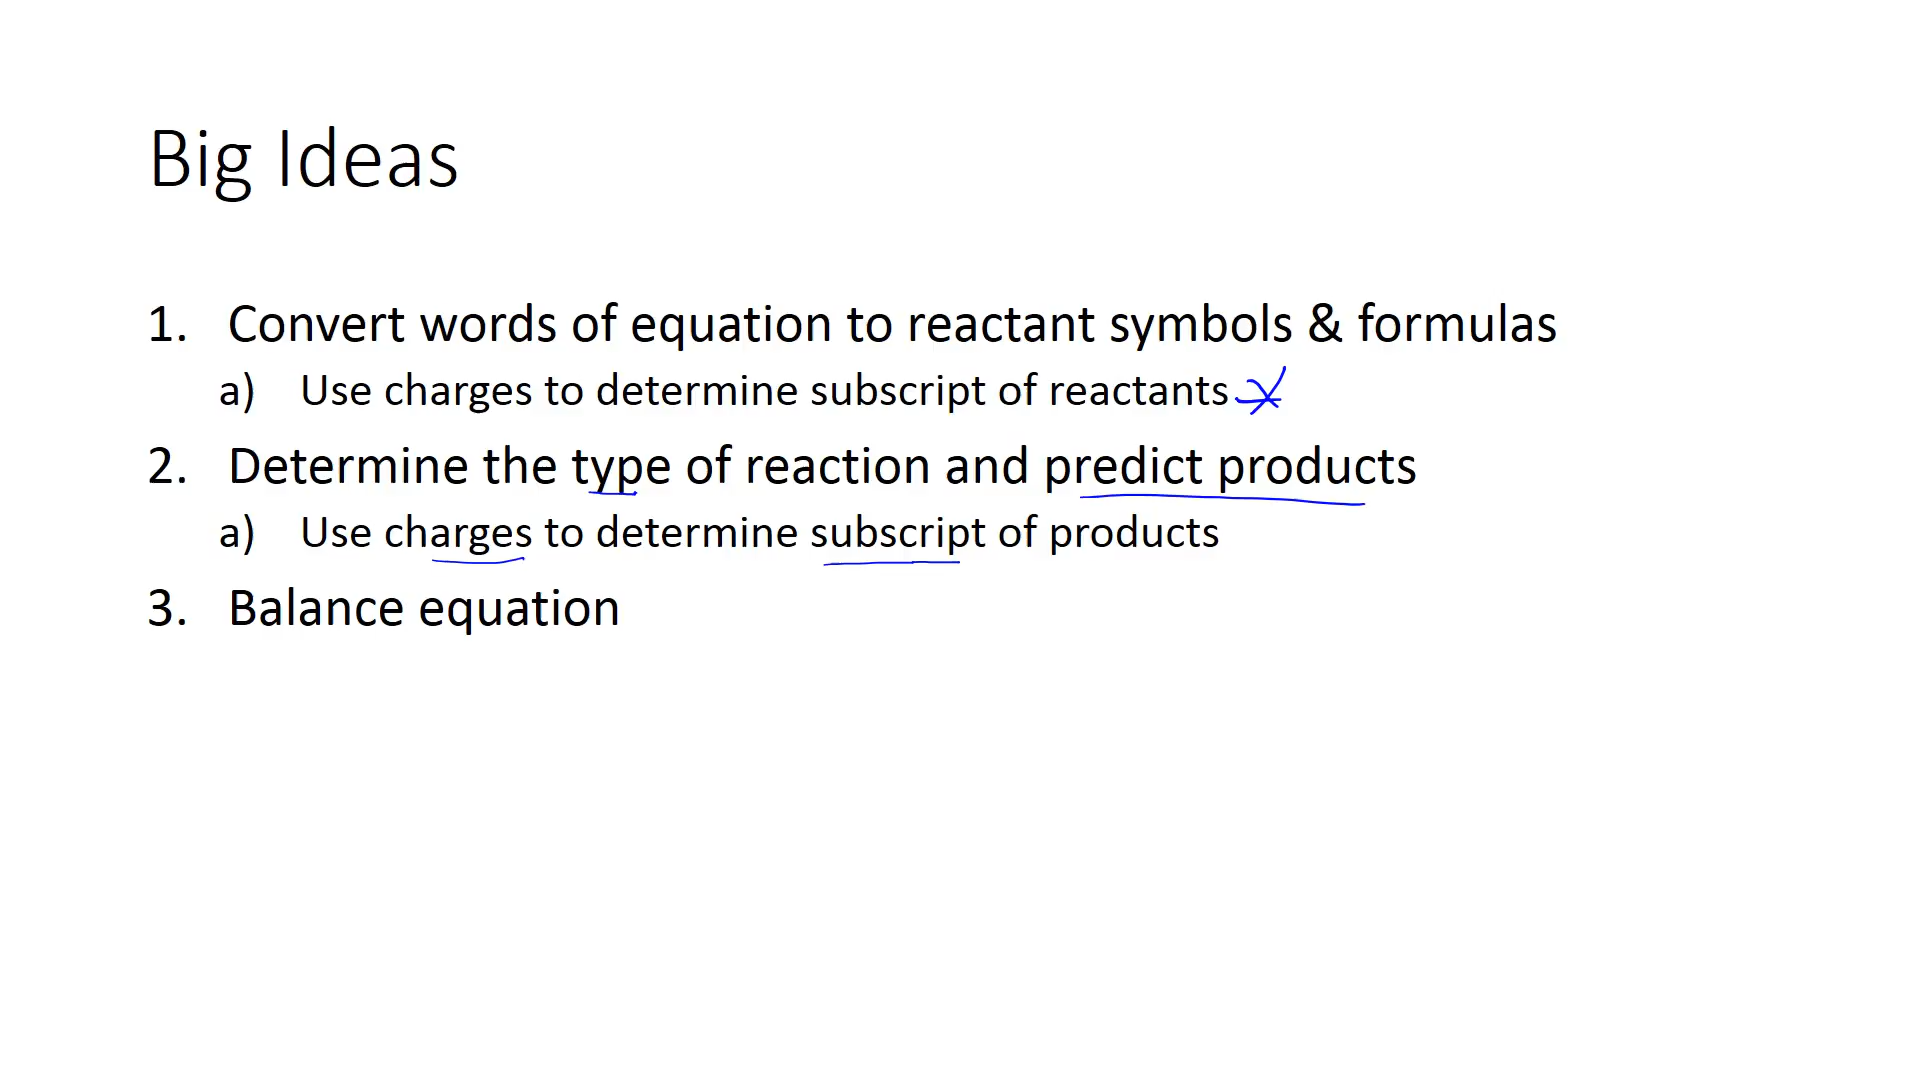 Big Ideas
1. Convert words of equation to reactant symbols & formulas
a) Use charges to determine subscript of reactants
2. Determine the type of reaction and predict products
a) Use charges to determine subscript of products
3. Balance equation